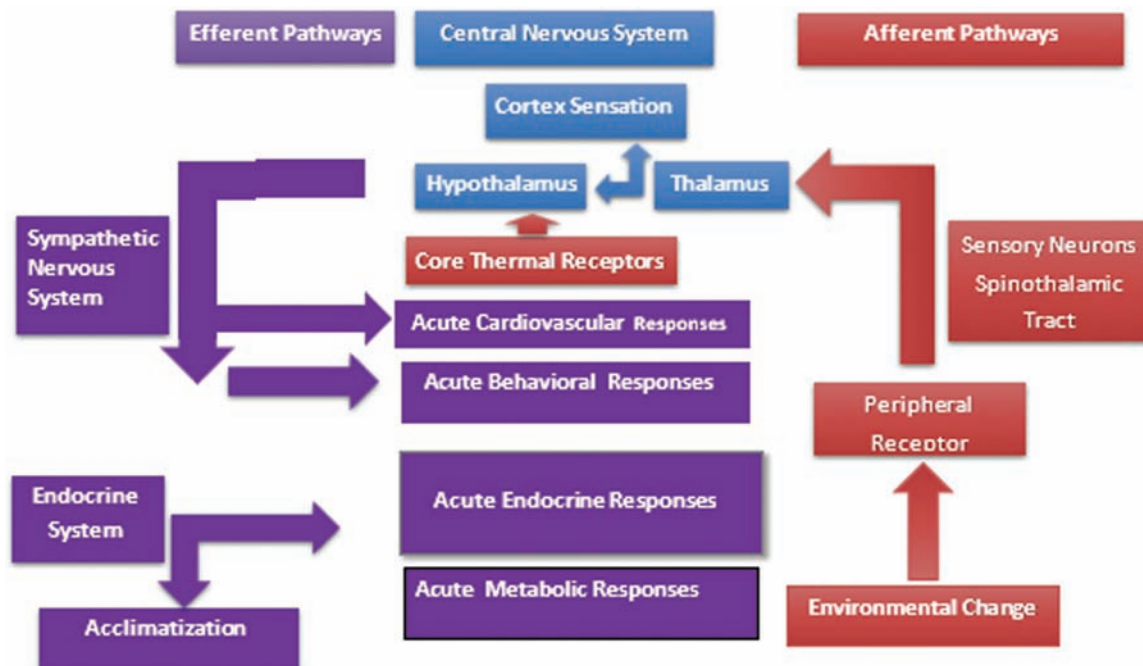 Efferent Pathways
Central Nervous System
Afferent Pathways
Cortex Sensation
Hypothalamus
Thalamus
Core Thermal Receptors
Sympathetic
Nervous
System
Sensory Neurons
Spinothalamic
Tract
Acute Cardiovascular Responses
Acute Behavioral Responses
Peripheral
Receptor
Endocrine
System
Acute Endocrine Responses
Acute Metabolic Responses
Environmental Change
Acclimatization